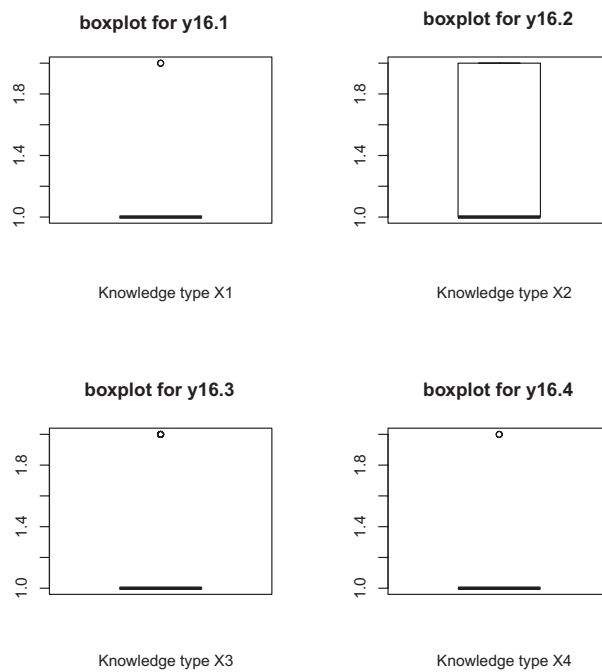 boxplot for y16.1
1.0 1.4 1.8
Knowledge type X1
boxplot for y16.2
1.0 1.4 1.8
Knowledge type X2
boxplot for y16.3
1.0 1.4 1.8
Knowledge type X3
boxplot for y16.4
1.0 1.4 1.8
Knowledge type X4